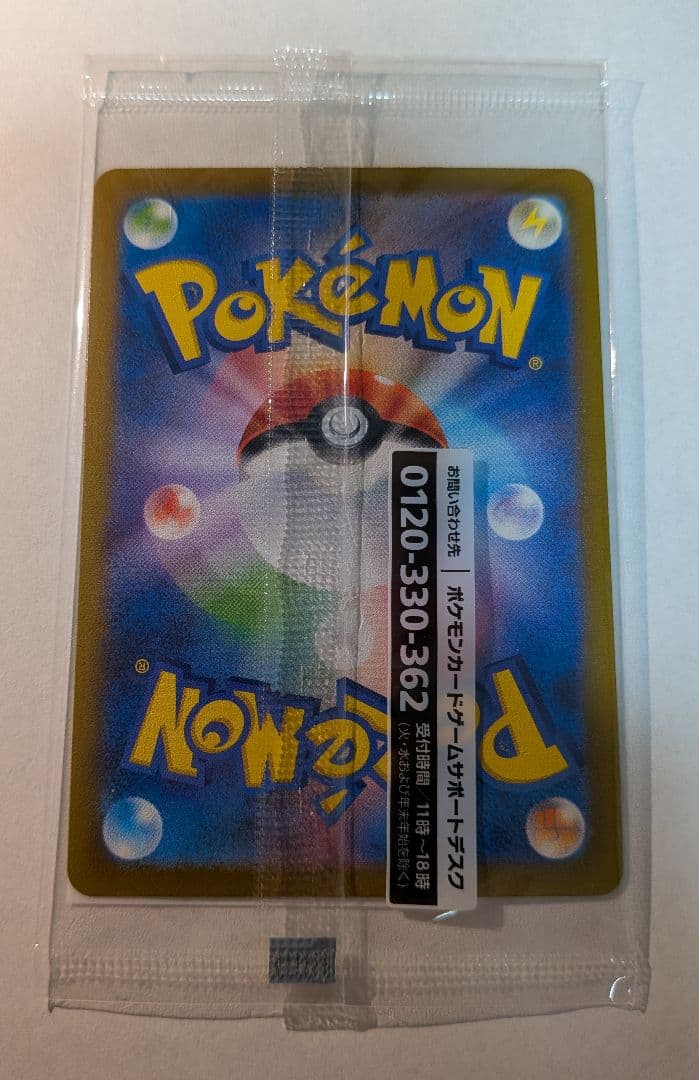 POKéMON
®
お問い合わせ先 | ポケモンカードゲームサポートデスク
0120-330-362 受付時間/11時~18時
(火・水および年末年始を除く)
POKéMON
®